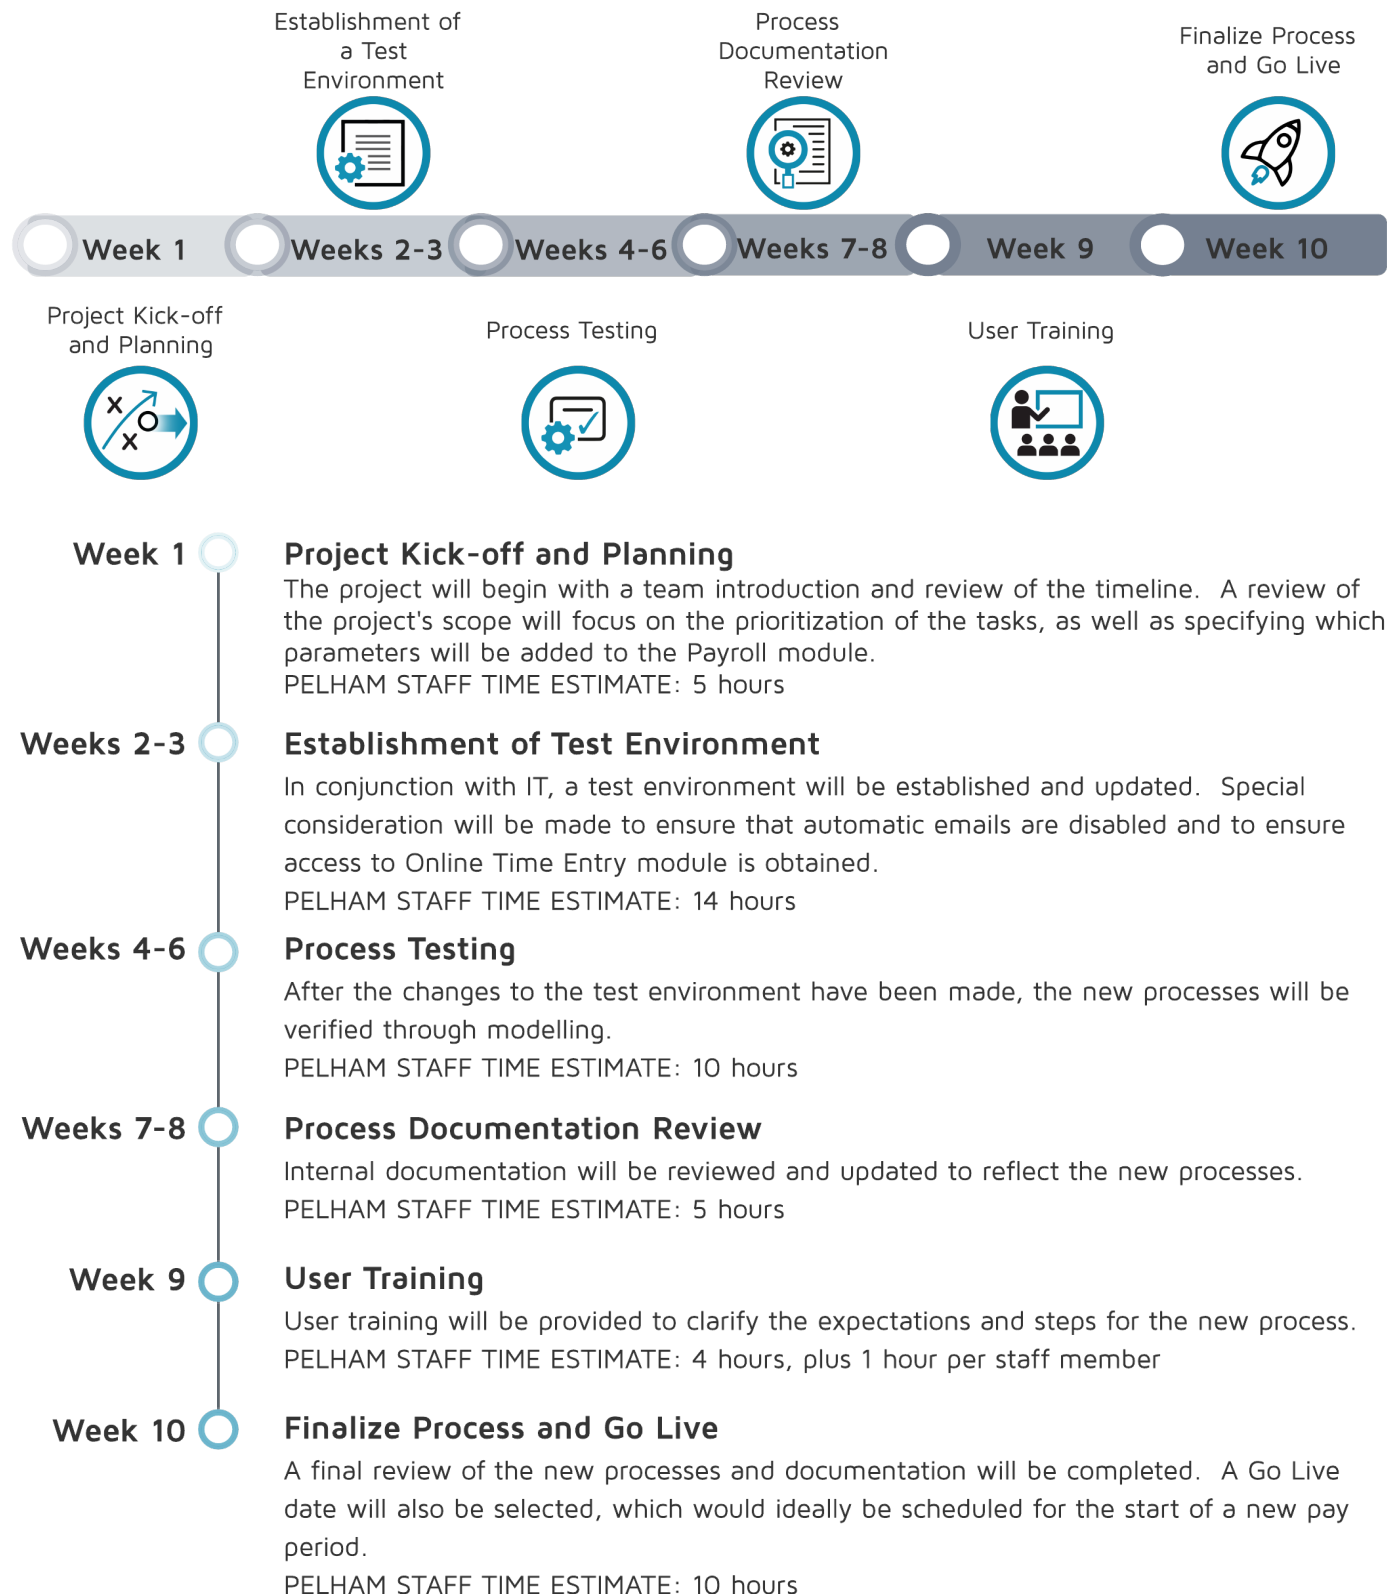 Establishment of
a Test
Environment
Process
Documentation
Review
Finalize Process
and Go Live
Week 1
Weeks 2-3
Weeks 4-6
Weeks 7-8
Week 9
Week 10
Project Kick-off
and Planning
Process Testing
User Training
Week 1
Project Kick-off and Planning
The project will begin with a team introduction and review of the timeline.  A review of
the project's scope will focus on the prioritization of the tasks, as well as specifying which
parameters will be added to the Payroll module.
PELHAM STAFF TIME ESTIMATE: 5 hours
Weeks 2-3
Establishment of Test Environment
In conjunction with IT, a test environment will be established and updated.  Special
consideration will be made to ensure that automatic emails are disabled and to ensure
access to Online Time Entry module is obtained.
PELHAM STAFF TIME ESTIMATE: 14 hours
Weeks 4-6
Process Testing
After the changes to the test environment have been made, the new processes will be
verified through modelling.
PELHAM STAFF TIME ESTIMATE: 10 hours
Weeks 7-8
Process Documentation Review
Internal documentation will be reviewed and updated to reflect the new processes.
PELHAM STAFF TIME ESTIMATE: 5 hours
Week 9
User Training
User training will be provided to clarify the expectations and steps for the new process.
PELHAM STAFF TIME ESTIMATE: 4 hours, plus 1 hour per staff member
Week 10
Finalize Process and Go Live
A final review of the new processes and documentation will be completed.  A Go Live
date will also be selected, which would ideally be scheduled for the start of a new pay
period.
PELHAM STAFF TIME ESTIMATE: 10 hours